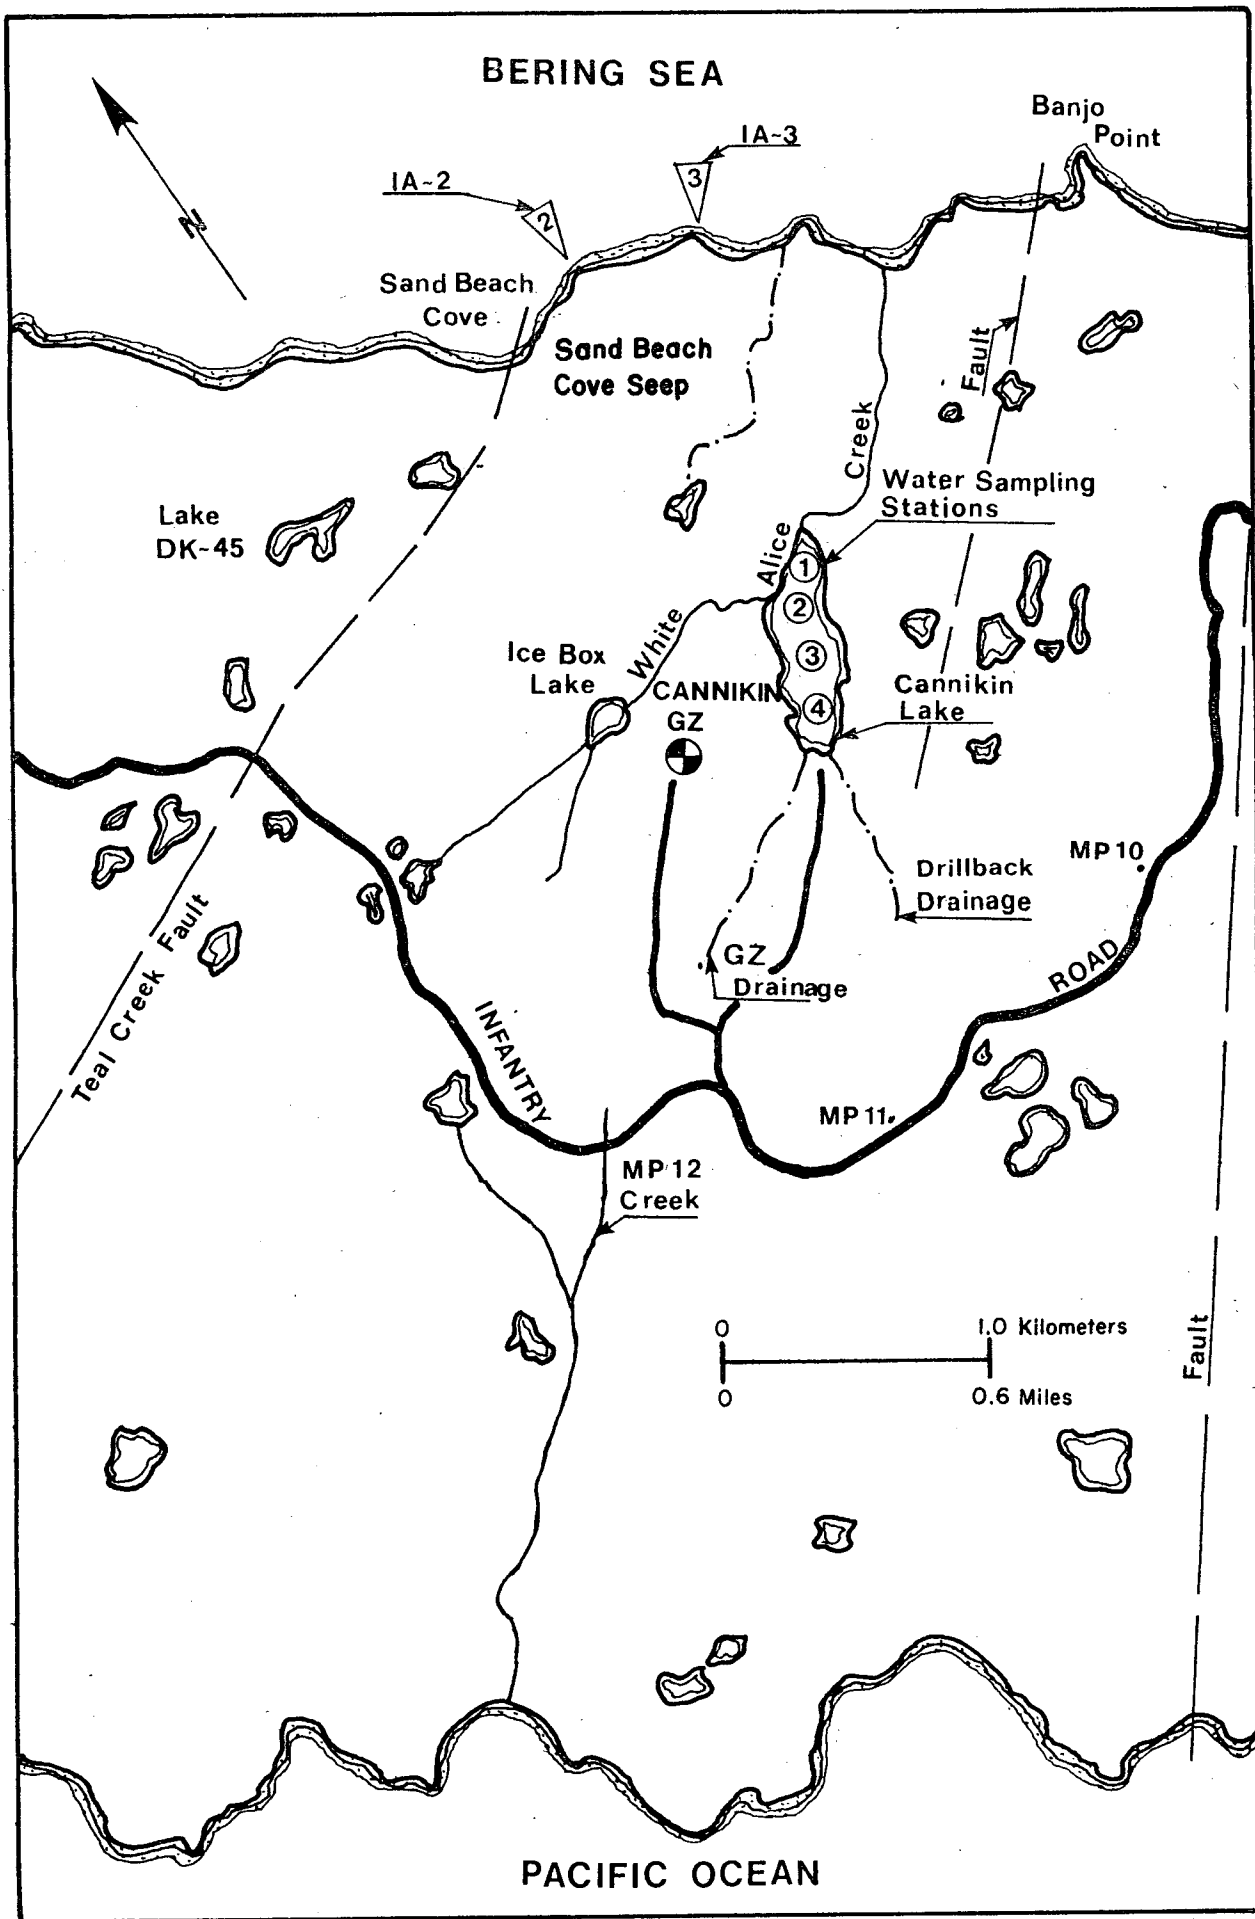 BERING SEA
Banjo
Point
IA-3
3
IA-2
2
N
Sand Beach
Cove
Sand Beach
Cove Seep
Fault
Creek
Water Sampling
Stations
Lake
DK-45
Alice
1
2
3
4
White
Ice Box
Lake
CANNIKIN
GZ
Cannikin
Lake
MP 10
Drillback
Drainage
Teal Creek Fault
GZ
Drainage
ROAD
INFANTRY
MP 11
MP 12
Creek
0
1.0 Kilometers
0
0.6 Miles
Fault
PACIFIC OCEAN